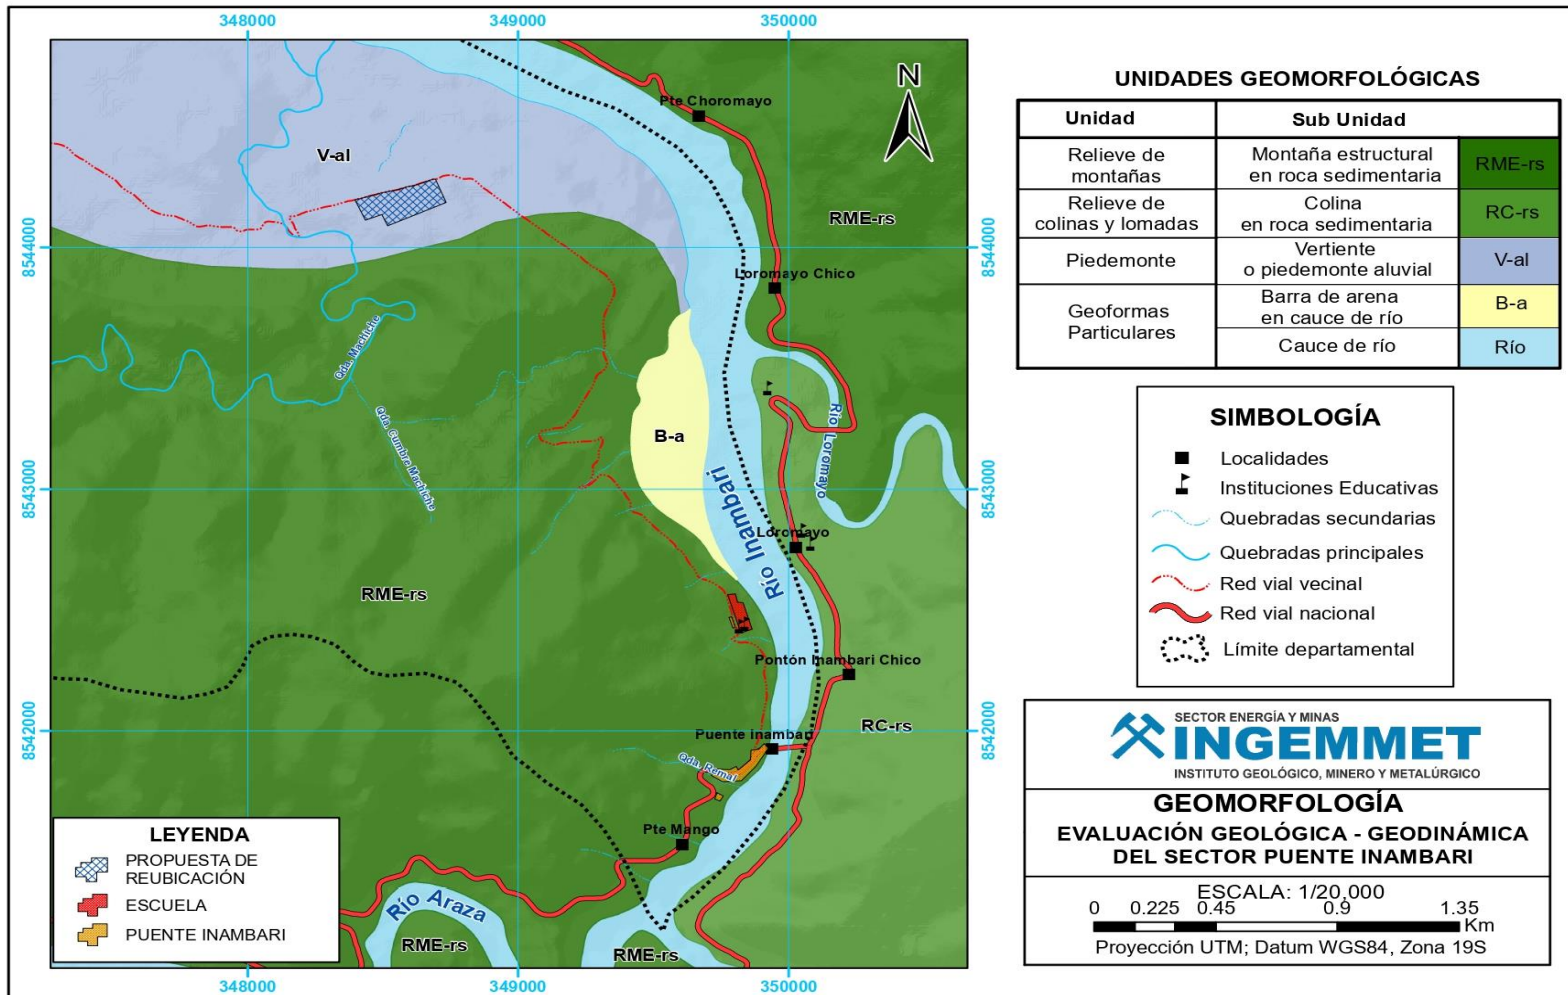 348000
349000
350000
8544000
8543000
8542000
8544000
8543000
8542000
348000
349000
350000
N
Pte Choromayo
V-al
RME-rs
Loromayo Chico
Qda. Machiche
Qda. Cumbre Machiche
B-a
Río Inambari
Río Loromayo
Loromayo
RME-rs
Pontón Inambari Chico
RC-rs
Puente inambari
Qda. Remal
Pte Mango
Río Araza
RME-rs
RME-rs
LEYENDA
PROPUESTA DE
REUBICACIÓN
ESCUELA
PUENTE INAMBARI
UNIDADES GEOMORFOLÓGICAS
Unidad
Sub Unidad
Relieve de
montañas
Montaña estructural
en roca sedimentaria
RME-rs
Relieve de
colinas y lomadas
Colina
en roca sedimentaria
RC-rs
Piedemonte
Vertiente
o piedemonte aluvial
V-al
Geoformas
Particulares
Barra de arena
en cauce de río
B-a
Cauce de río
Río
SIMBOLOGÍA
Localidades
Instituciones Educativas
Quebradas secundarias
Quebradas principales
Red vial vecinal
Red vial nacional
Límite departamental
SECTOR ENERGÍA Y MINAS
INGEMMET
INSTITUTO GEOLÓGICO, MINERO Y METALÚRGICO
GEOMORFOLOGÍA
EVALUACIÓN GEOLÓGICA - GEODINÁMICA
DEL SECTOR PUENTE INAMBARI
ESCALA: 1/20,000
0 0.225 0.45 0.9 1.35
Km
Proyección UTM; Datum WGS84, Zona 19S